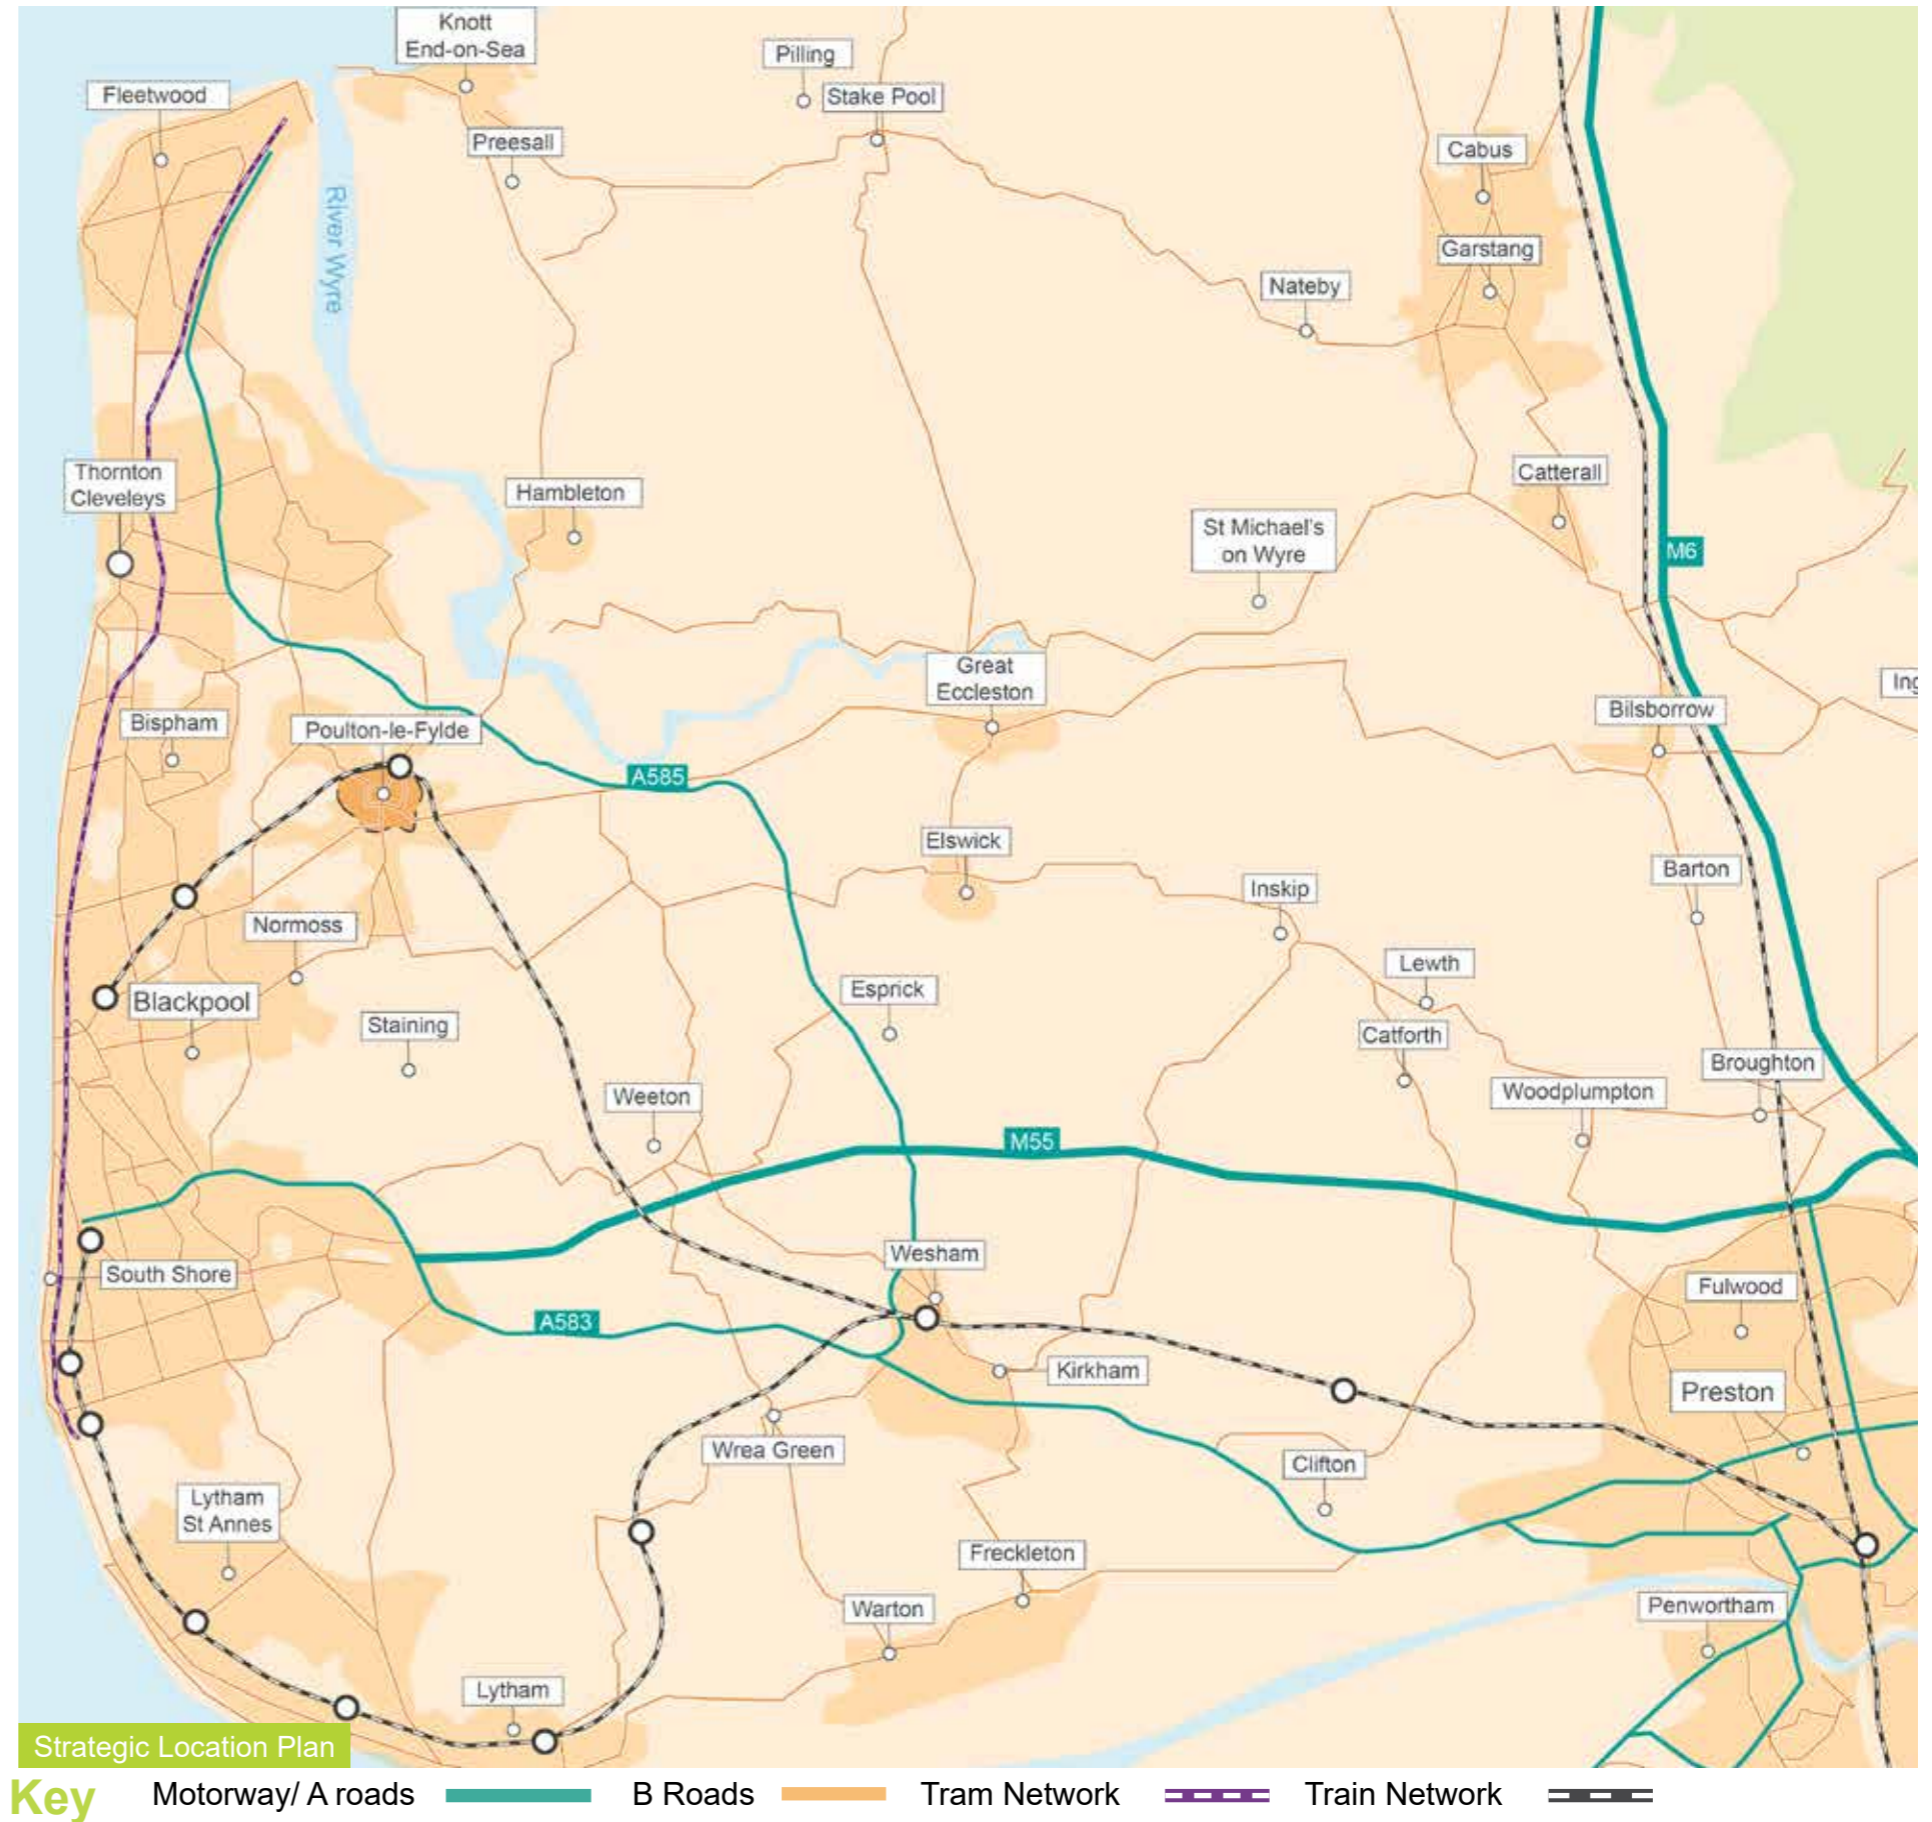 Knott
End-on-Sea
Pilling
Fleetwood
Stake Pool
Preesall
Cabus
River Wyre
Garstang
Nateby
Thornton
Cleveleys
Catterall
Hambleton
St Michael's
on Wyre
M6
Great
Eccleston
Bilsborrow
Bispham
Poulton-le-Fylde
A585
Elswick
Barton
Inskip
Normoss
Lewth
Esprick
Blackpool
Staining
Catforth
Broughton
Weeton
Woodplumpton
M55
Wesham
South Shore
Fulwood
A583
Kirkham
Preston
Wrea Green
Clifton
Lytham
St Annes
Freckleton
Warton
Penwortham
Lytham
Strategic Location Plan
Key
Motorway/ A roads
B Roads
Tram Network
Train Network